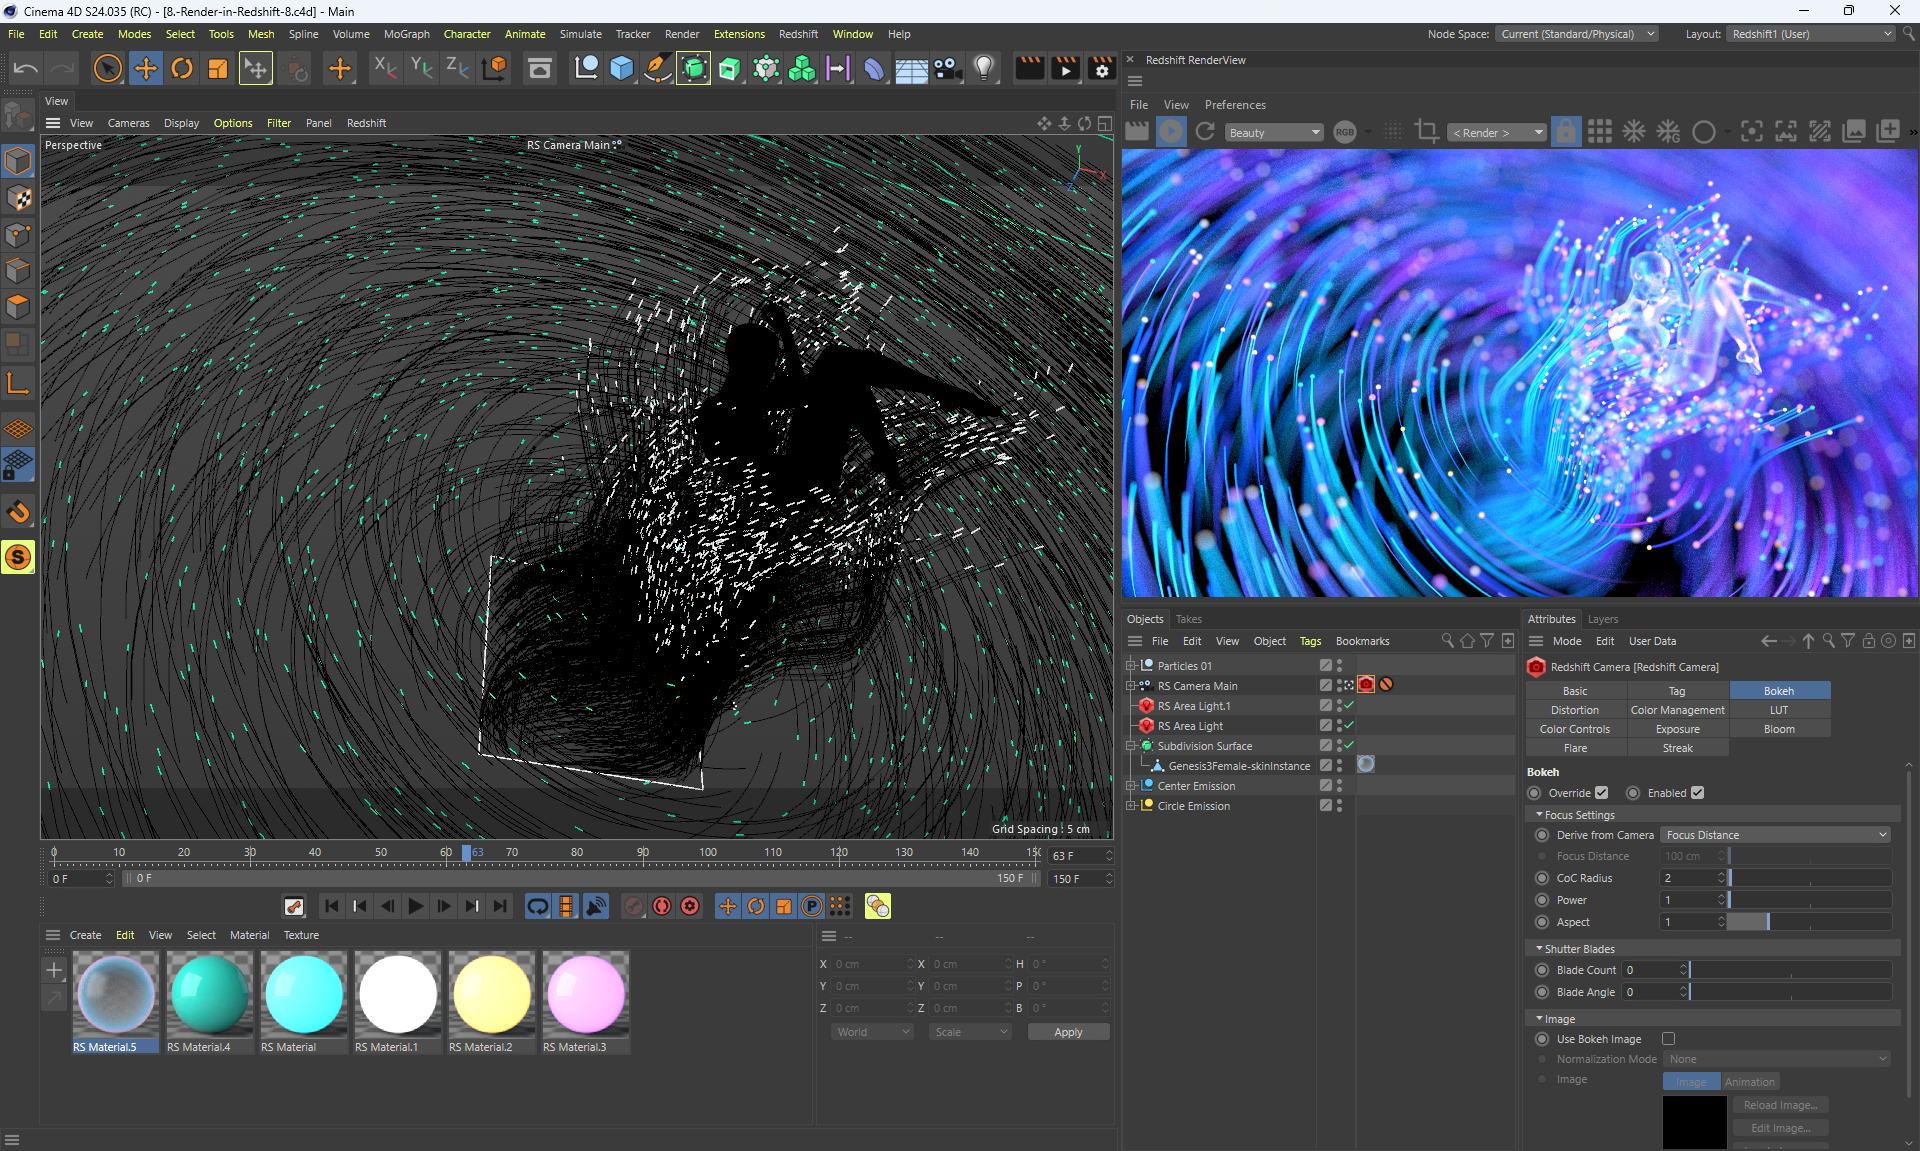 Cinema 4D S24.035 (RC) - [8.-Render-in-Redshift-8.c4d] - Main
File Edit Create Modes Select Tools Mesh Spline Volume MoGraph Character Animate Simulate Tracker Render Extensions Redshift Window Help
Node Space: Current (Standard/Physical) Layout: Redshift1 (User)
X Y Z
Redshift RenderView
File View Preferences
Beauty RGB < Render >
View
View Cameras Display Options Filter Panel Redshift
Perspective
RS Camera Main
Y
X
Z
Grid Spacing : 5 cm
0 10 20 30 40 50 60 63 70 80 90 100 110 120 130 140 63 F
0 F 0 F 150 F 150 F
Create Edit View Select Material Texture
RS Material.5 RS Material.4 RS Material RS Material.1 RS Material.2 RS Material.3
-- -- --
X 0 cm X 0 cm H 0 °
Y 0 cm Y 0 cm P 0 °
Z 0 cm Z 0 cm B 0 °
World Scale Apply
Objects Takes
File Edit View Object Tags Bookmarks
Particles 01
RS Camera Main
RS Area Light.1
RS Area Light
Subdivision Surface
Genesis3Female-skinInstance
Center Emission
Circle Emission
Attributes Layers
Mode Edit User Data
Redshift Camera [Redshift Camera]
Basic Tag Bokeh
Distortion Color Management LUT
Color Controls Exposure Bloom
Flare Streak
Bokeh
Override Enabled
Focus Settings
Derive from Camera Focus Distance
Focus Distance 100 cm
CoC Radius 2
Power 1
Aspect 1
Shutter Blades
Blade Count 0
Blade Angle 0
Image
Use Bokeh Image
Normalization Mode None
Image Image Animation
Reload Image...
Edit Image...